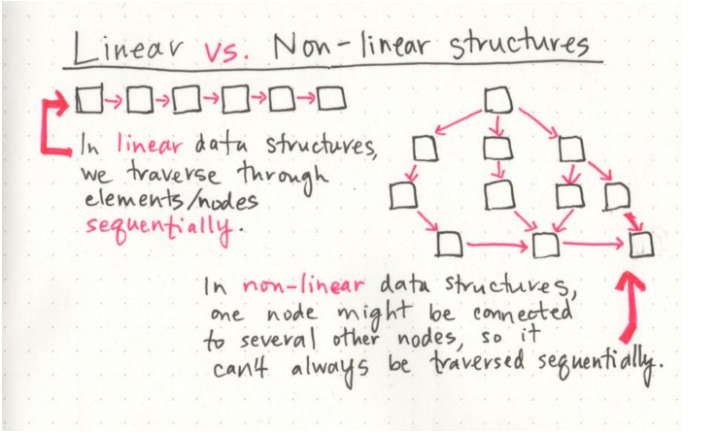 Linear vs. Non-linear structures
In linear data structures,
we traverse through
elements/nodes
sequentially.
In non-linear data structures,
one node might be connected
to several other nodes, so it
can't always be traversed sequentially.